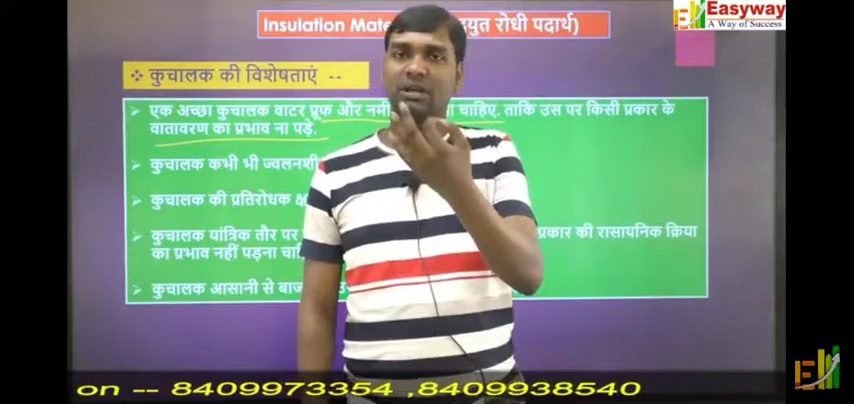 Insulation Mate युत रोधी पदार्थ)
Easyway
A Way of Success
❖ कुचालक की विशेषताएं --
➢ एक अच्छा कुचालक वाटर प्रूफ और नमी चाहिए. ताकि उस पर किसी प्रकार के
वातावरण का प्रभाव ना पड़े.
➢ कुचालक कभी भी ज्वलनशी
➢ कुचालक की प्रतिरोधक
➢ कुचालक यांत्रिक तौर पर प्रकार की रासायनिक क्रिया
का प्रभाव नहीं पड़ना
➢ कुचालक आसानी से
on -- 8409973354 ,8409938540